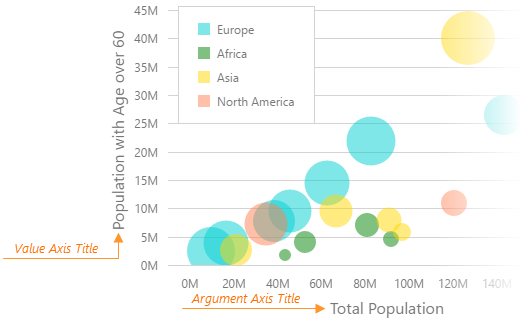 45M
40M
35M
30M
25M
20M
15M
10M
5M
0M
Population with Age over 60
Europe
Africa
Asia
North America
Value Axis Title
0M 20M 40M 60M 80M 100M 120M 140M
Argument Axis Title
Total Population